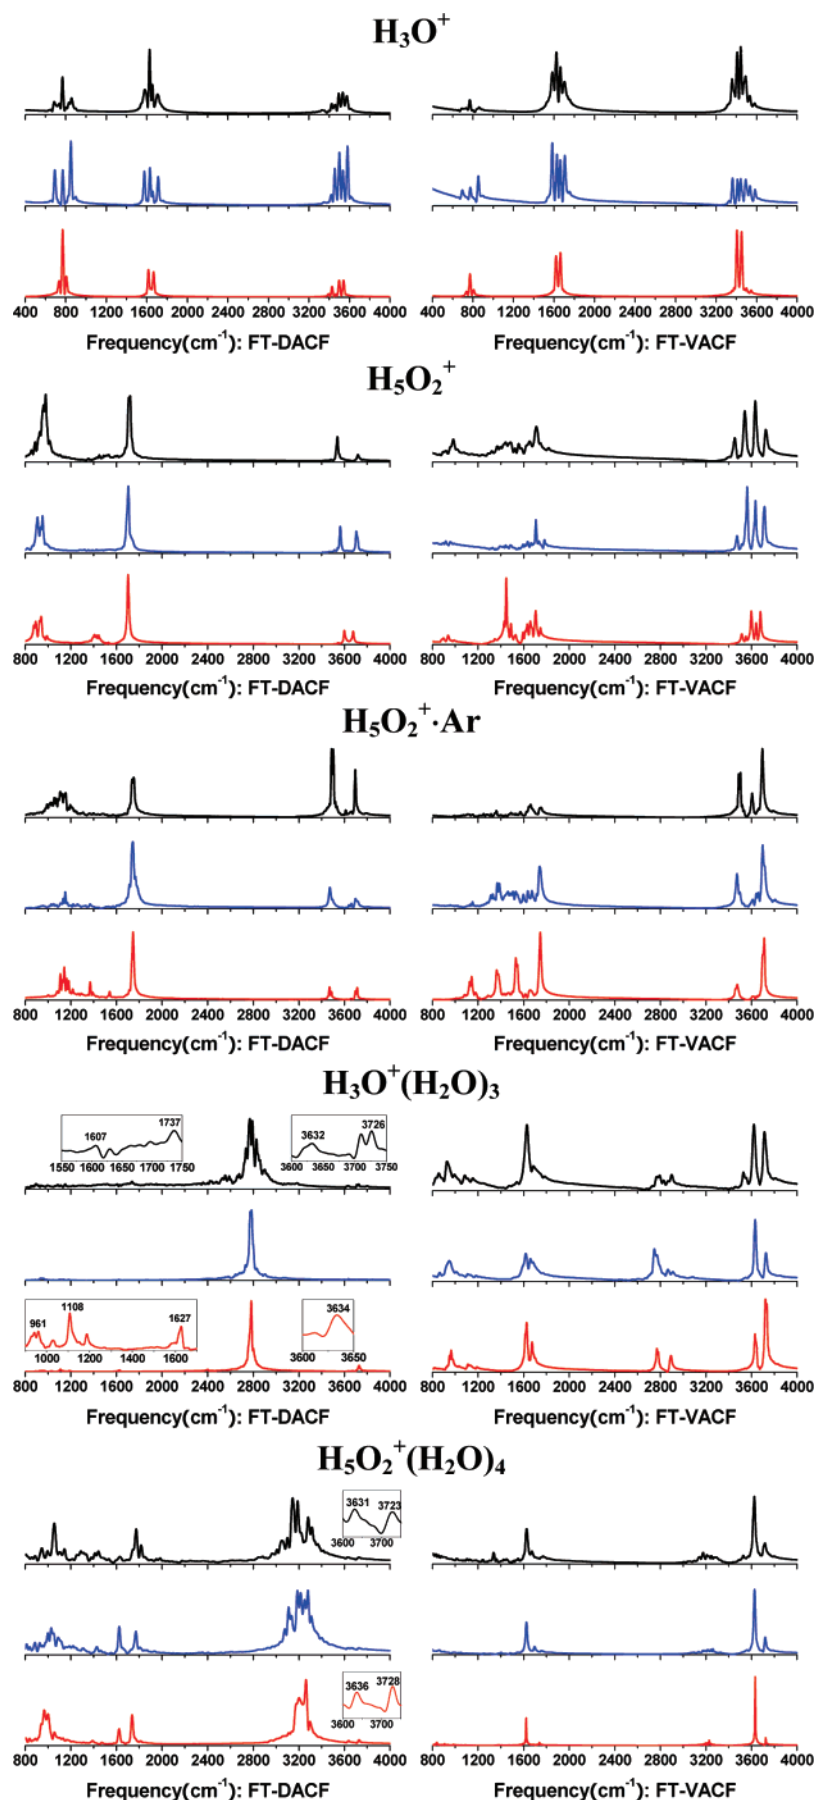 H₃O⁺
400 800 1200 1600 2000 2400 2800 3200 3600 4000
400 800 1200 1600 2000 2400 2800 3200 3600 4000
Frequency(cm⁻¹): FT-DACF
Frequency(cm⁻¹): FT-VACF
H₅O₂⁺
800 1200 1600 2000 2400 2800 3200 3600 4000
800 1200 1600 2000 2400 2800 3200 3600 4000
Frequency(cm⁻¹): FT-DACF
Frequency(cm⁻¹): FT-VACF
H₅O₂⁺·Ar
800 1200 1600 2000 2400 2800 3200 3600 4000
800 1200 1600 2000 2400 2800 3200 3600 4000
Frequency(cm⁻¹): FT-DACF
Frequency(cm⁻¹): FT-VACF
H₃O⁺(H₂O)₃
1607 1737
1550 1600 1650 1700 1750
3632 3726
3600 3650 3700 3750
961 1108 1627
1000 1200 1400 1600
3634
3600 3650
800 1200 1600 2000 2400 2800 3200 3600 4000
800 1200 1600 2000 2400 2800 3200 3600 4000
Frequency(cm⁻¹): FT-DACF
Frequency(cm⁻¹): FT-VACF
H₅O₂⁺(H₂O)₄
3631 3723
3600 3700
3636 3728
3600 3700
800 1200 1600 2000 2400 2800 3200 3600 4000
800 1200 1600 2000 2400 2800 3200 3600 4000
Frequency(cm⁻¹): FT-DACF
Frequency(cm⁻¹): FT-VACF